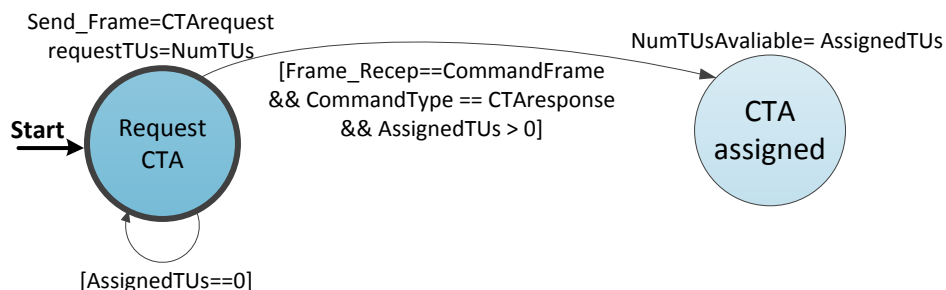 Send_Frame=CTArequest
requestTUs=NumTUs
NumTUsAvaliable= AssignedTUs
[Frame_Recep==CommandFrame
&& CommandType == CTAresponse
&& AssignedTUs > 0]
Start
Request
CTA
CTA
assigned
[AssignedTUs==0]